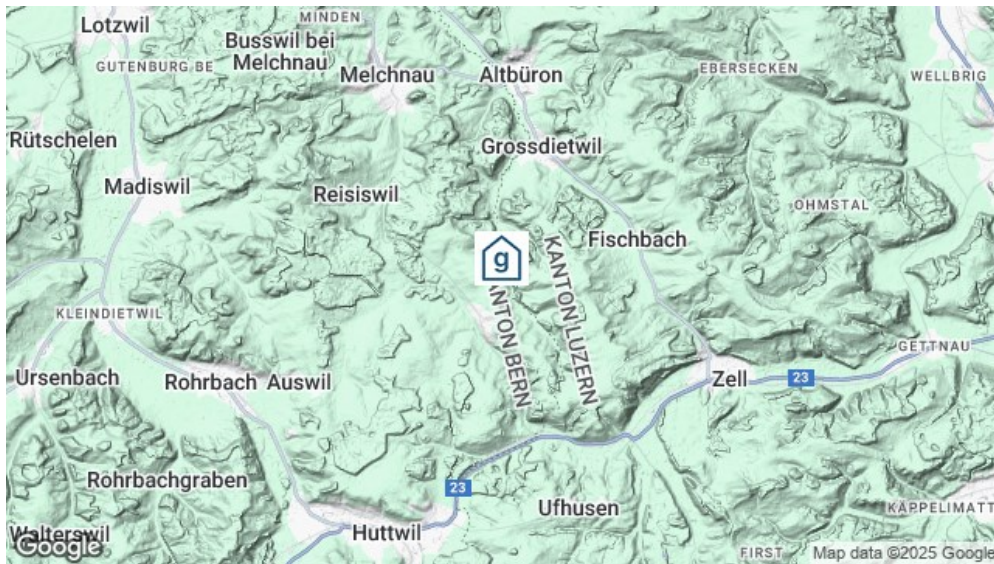 Lotzwil
MINDEN
Busswil bei
Melchnau
GUTENBURG BE
Melchnau
Altbüron
EBERSECKEN
WELLBRIG
Rütschelen
Grossdietwil
Madiswil
Reisiswil
OHMSTAL
Fischbach
g
KANTON LUZERN
ANTON BERN
KLEINDIETWIL
GETTNAU
Ursenbach
Rohrbach
Auswil
Zell
23
Rohrbachgraben
23
Ufhusen
KÄPPELIMATT
Walterswil
Huttwil
FIRST
Google
Map data ©2025 Google